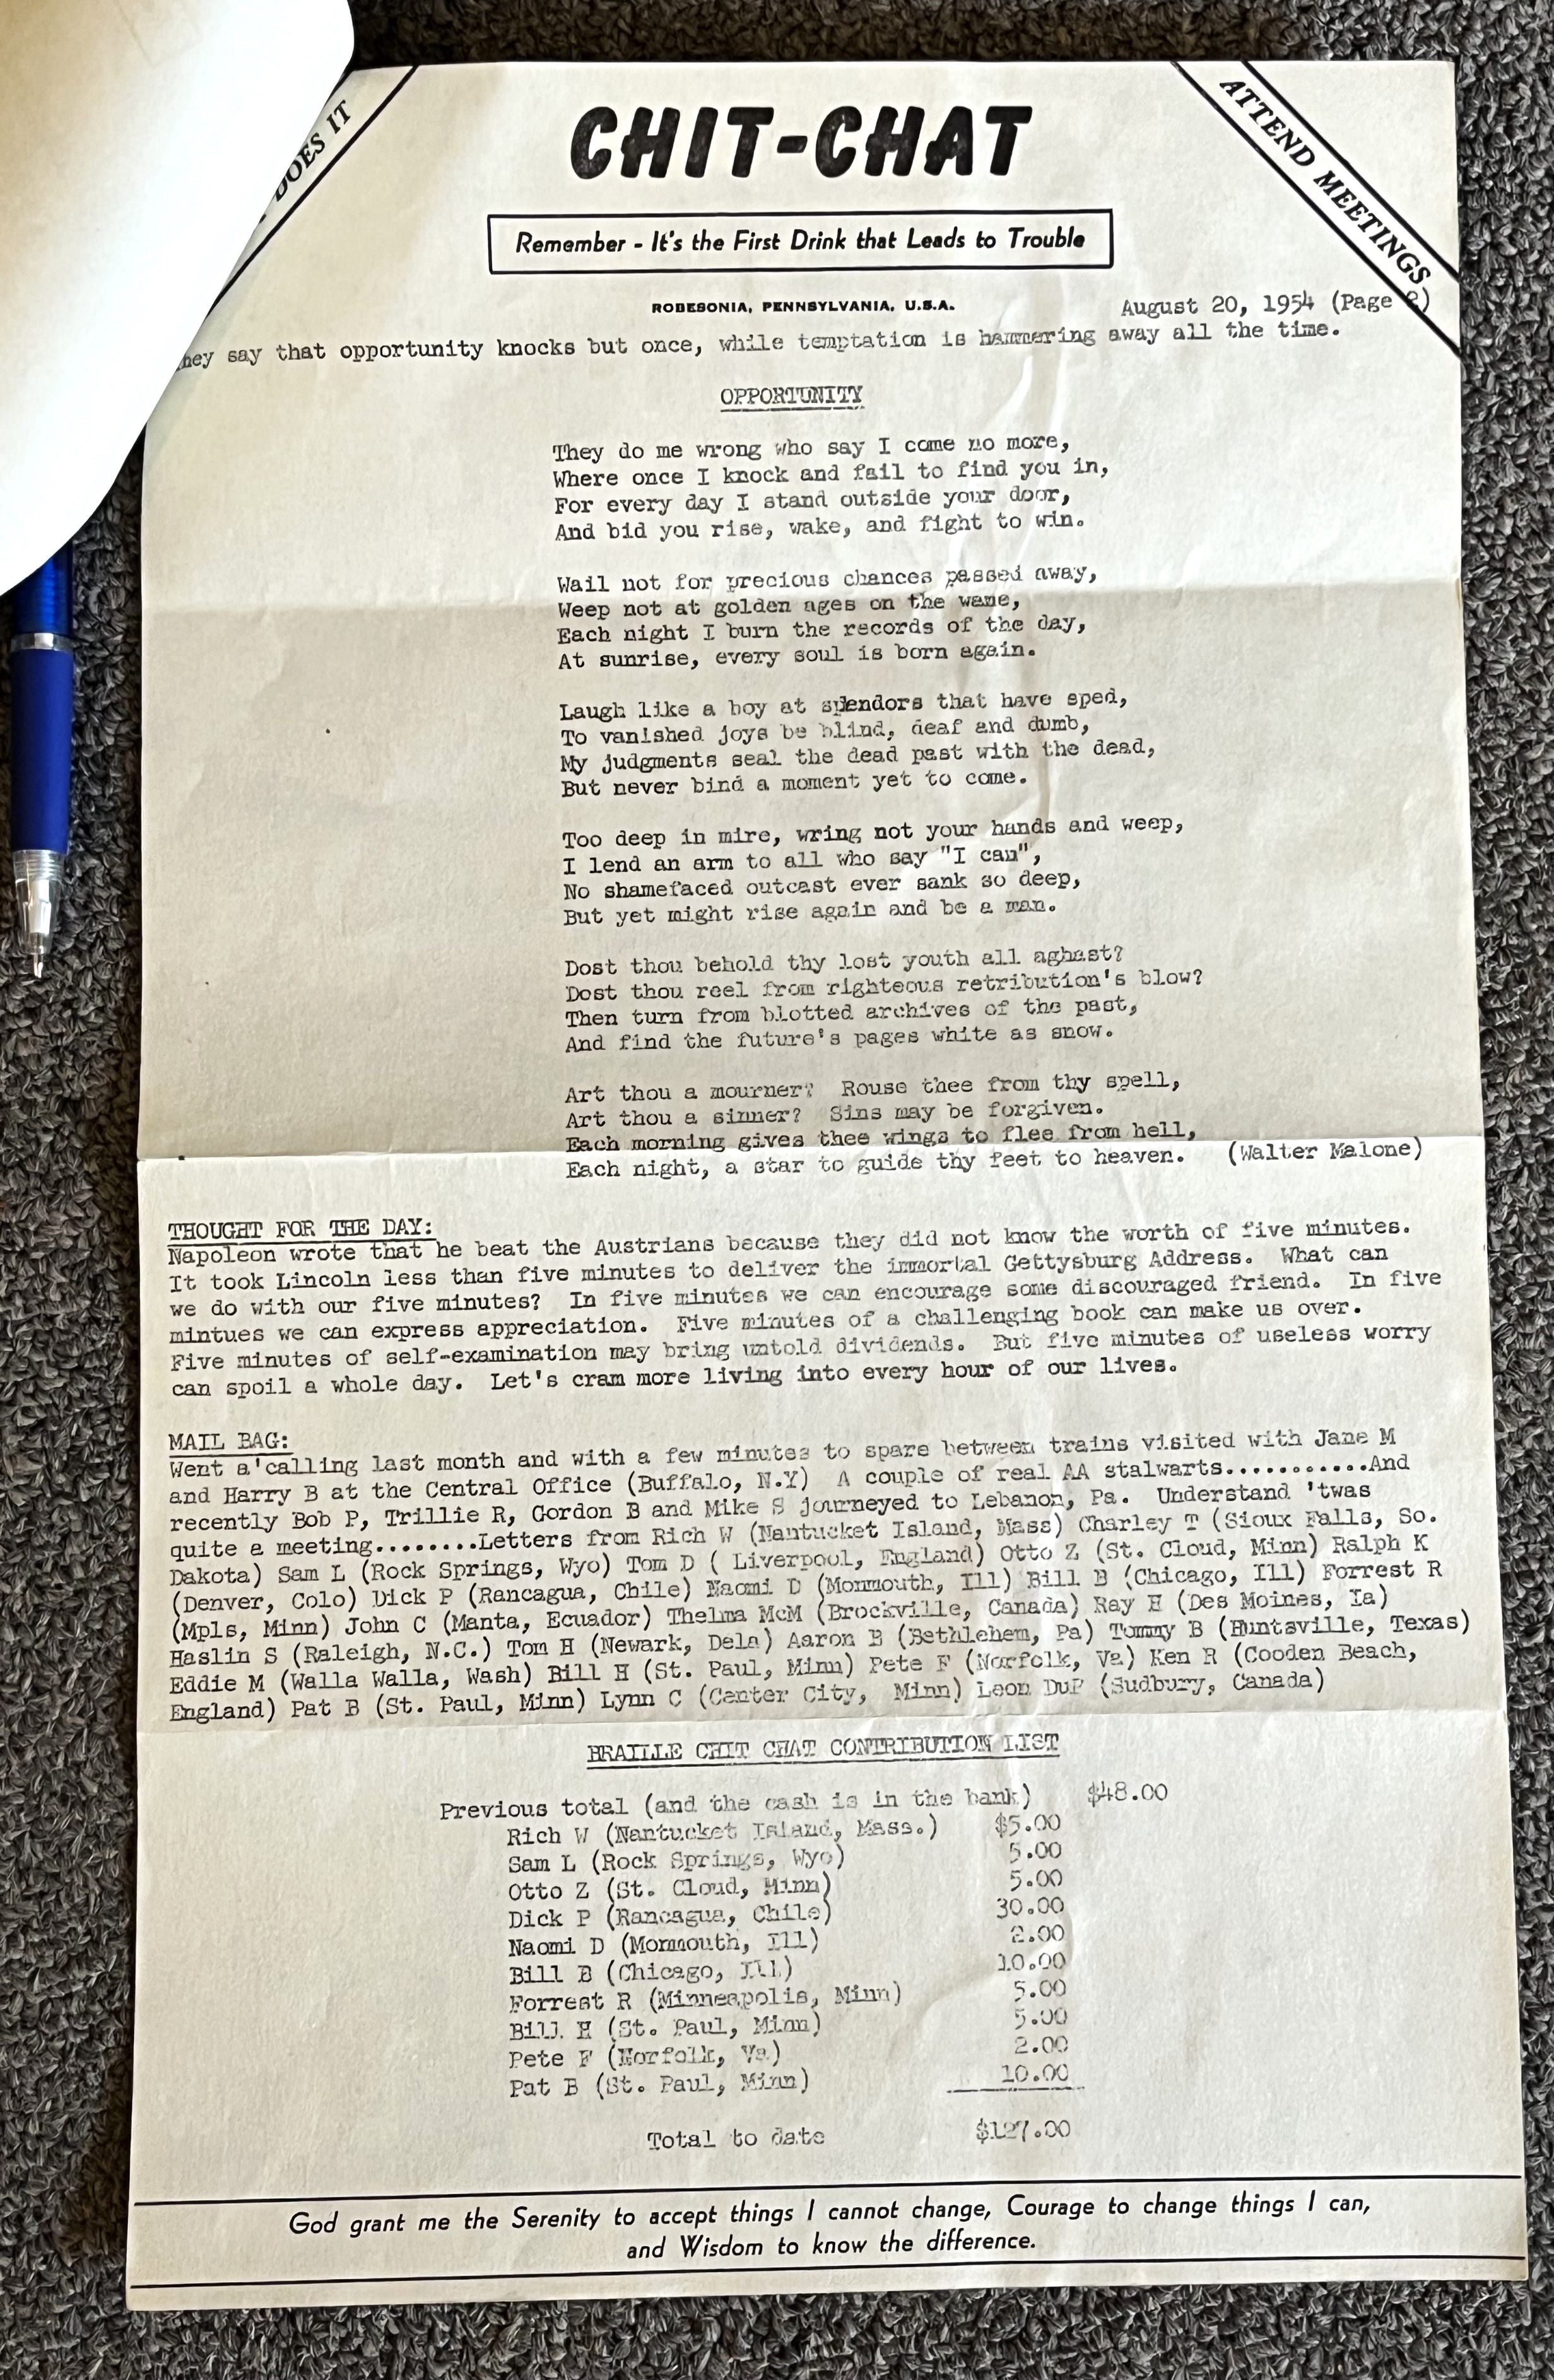 DOES IT
ATTEND MEETINGS
CHIT-CHAT
Remember - It's the First Drink that Leads to Trouble
ROBESONIA, PENNSYLVANIA, U.S.A.
August 20, 1954 (Page 2)
hey say that opportunity knocks but once, while temptation is hammering away all the time.
OPPORTUNITY
They do me wrong who say I come no more,
Where once I knock and fail to find you in,
For every day I stand outside your door,
And bid you rise, wake, and fight to win.
Wail not for precious chances passed away,
Weep not at golden ages on the wane,
Each night I burn the records of the day,
At sunrise, every soul is born again.
Laugh like a boy at splendors that have sped,
To vanished joys be blind, deaf and dumb,
My judgments seal the dead past with the dead,
But never bind a moment yet to come.
Too deep in mire, wring not your hands and weep,
I lend an arm to all who say "I can",
No shamefaced outcast ever sank so deep,
But yet might rise again and be a man.
Dost thou behold thy lost youth all aghast?
Dost thou reel from righteous retribution's blow?
Then turn from blotted archives of the past,
And find the future's pages white as snow.
Art thou a mourner? Rouse thee from thy spell,
Art thou a sinner? Sins may be forgiven.
Each morning gives thee wings to flee from hell,
Each night, a star to guide thy feet to heaven. (Walter Malone)
THOUGHT FOR THE DAY:
Napoleon wrote that he beat the Austrians because they did not know the worth of five minutes.
It took Lincoln less than five minutes to deliver the immortal Gettysburg Address. What can
we do with our five minutes? In five minutes we can encourage some discouraged friend. In five
mintues we can express appreciation. Five minutes of a challenging book can make us over.
Five minutes of self-examination may bring untold dividends. But five minutes of useless worry
can spoil a whole day. Let's cram more living into every hour of our lives.
MAIL BAG:
Went a'calling last month and with a few minutes to spare between trains visited with Jane M
and Harry B at the Central Office (Buffalo, N.Y) A couple of real AA stalwarts............And
recently Bob P, Trillie R, Gordon B and Mike S journeyed to Lebanon, Pa. Understand 'twas
quite a meeting........Letters from Rich W (Nantucket Island, Mass) Charley T (Sioux Falls, So.
Dakota) Sam L (Rock Springs, Wyo) Tom D ( Liverpool, England) Otto Z (St. Cloud, Minn) Ralph K
(Denver, Colo) Dick P (Rancagua, Chile) Naomi D (Monmouth, Ill) Bill B (Chicago, Ill) Forrest R
(Mpls, Minn) John C (Manta, Ecuador) Thelma McM (Brockville, Canada) Ray H (Des Moines, Ia)
Haslin S (Raleigh, N.C.) Tom H (Newark, Dela) Aaron B (Bethlehem, Pa) Tommy B (Huntsville, Texas)
Eddie M (Walla Walla, Wash) Bill H (St. Paul, Minn) Pete F (Norfolk, Va) Ken R (Cooden Beach,
England) Pat B (St. Paul, Minn) Lynn C (Center City, Minn) Leon DuP (Sudbury, Canada)
BRAILLE CHIT CHAT CONTRIBUTION LIST
Previous total (and the cash is in the bank) $48.00
Rich W (Nantucket Island, Mass.) $5.00
Sam L (Rock Springs, Wyo) 5.00
Otto Z (St. Cloud, Minn) 5.00
Dick P (Rancagua, Chile) 30.00
Naomi D (Monmouth, Ill) 2.00
Bill B (Chicago, Ill) 10.00
Forrest R (Minneapolis, Minn) 5.00
Bill H (St. Paul, Minn) 5.00
Pete F (Norfolk, Va) 2.00
Pat B (St. Paul, Minn) 10.00
Total to date $127.00
God grant me the Serenity to accept things I cannot change, Courage to change things I can,
and Wisdom to know the difference.